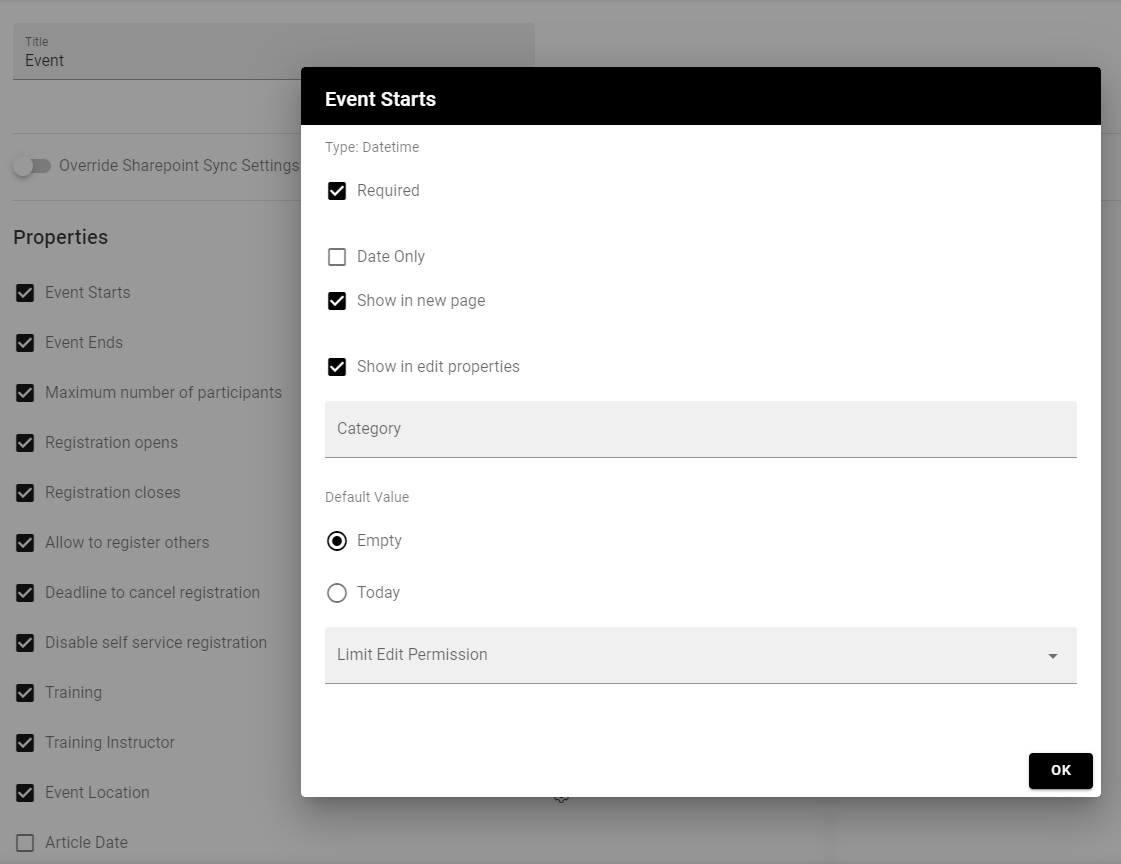 Title
Event
Override Sharepoint Sync Settings
Properties
Event Starts
Event Ends
Maximum number of participants
Registration opens
Registration closes
Allow to register others
Deadline to cancel registration
Disable self service registration
Training
Training Instructor
Event Location
Article Date
Event Starts
Type: Datetime
Required
Date Only
Show in new page
Show in edit properties
Category
Default Value
Empty
Today
Limit Edit Permission
OK